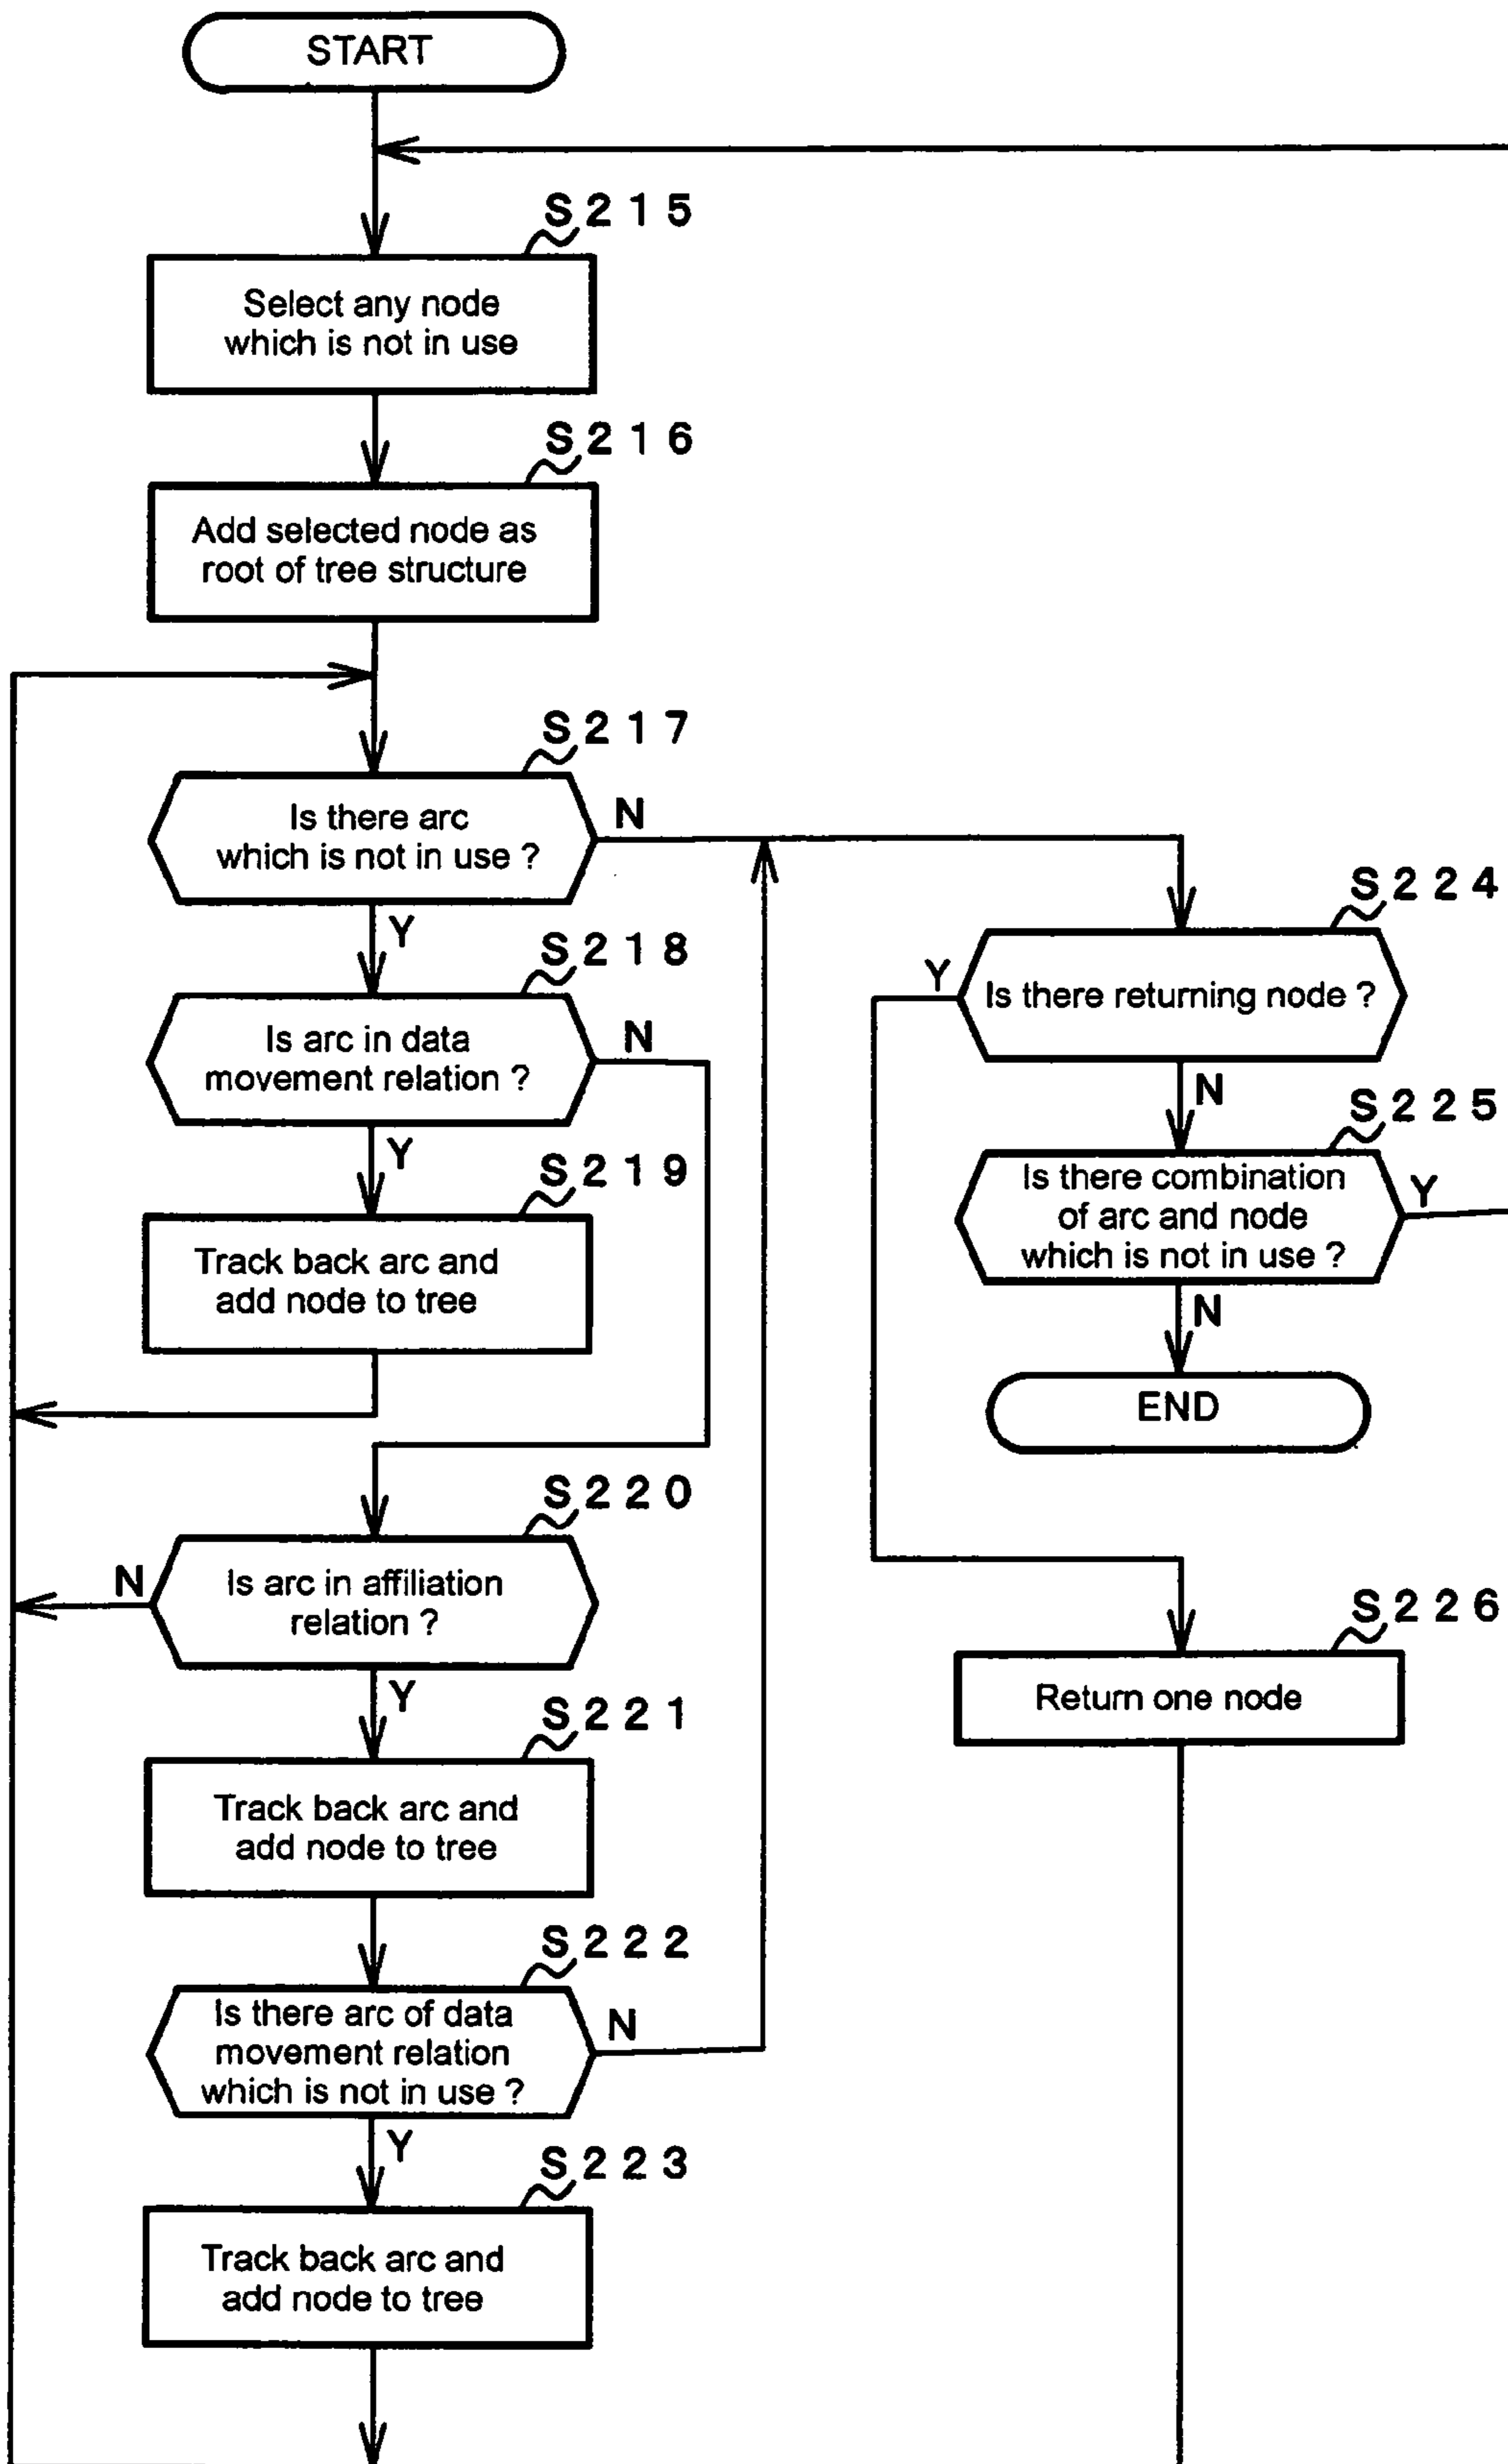 START
S215
Select any node
which is not in use
S216
Add selected node as
root of tree structure
S217
Is there arc
which is not in use ?
N
Y
S218
Is arc in data
movement relation ?
N
Y
S219
Track back arc and
add node to tree
S220
Is arc in affiliation
relation ?
N
Y
S221
Track back arc and
add node to tree
S222
Is there arc of data
movement relation
which is not in use ?
N
Y
S223
Track back arc and
add node to tree
S224
Is there returning node ?
Y
N
S225
Is there combination
of arc and node
which is not in use ?
Y
N
END
S226
Return one node